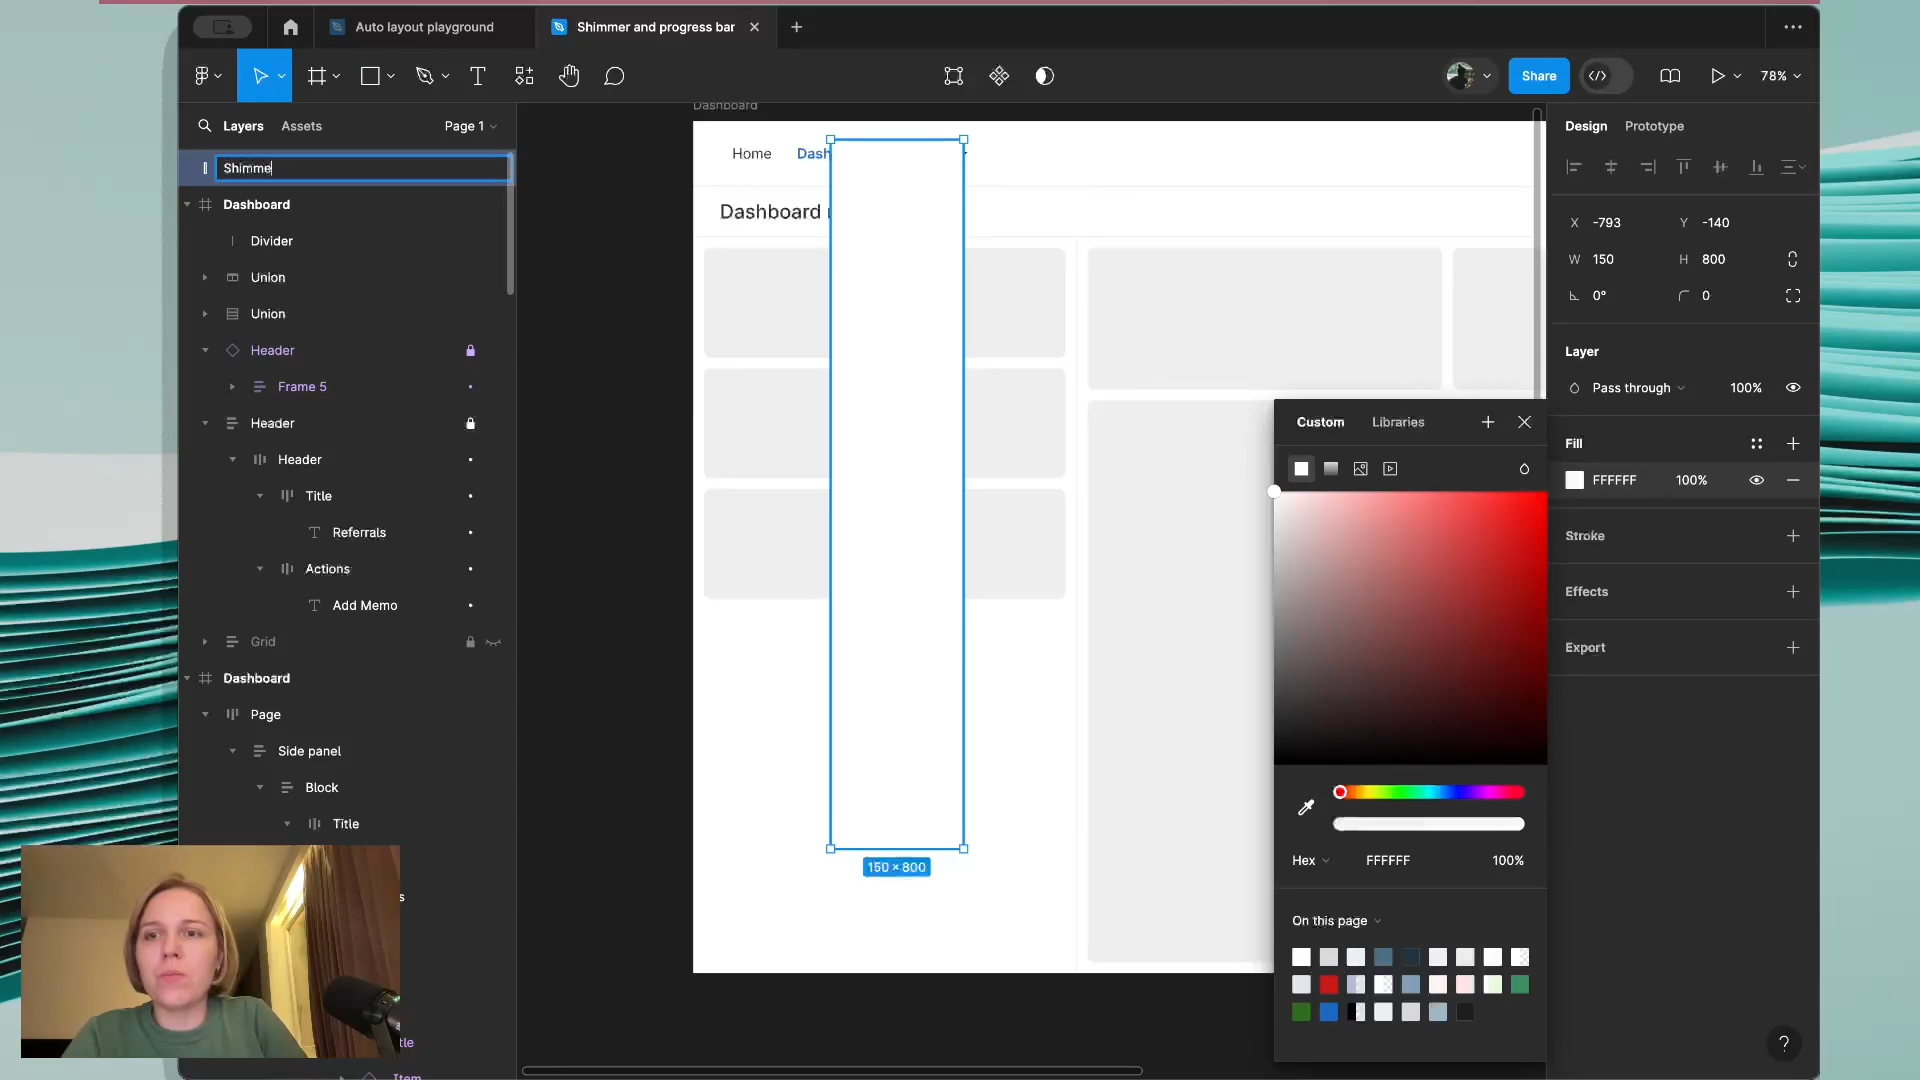 Auto layout playground
Shimmer and progress bar
Share
78%
Layers
Assets
Page 1
Shimme
Dashboard
Divider
Union
Union
Header
Frame 5
Header
Header
Title
Referrals
Actions
Add Memo
Grid
Dashboard
Page
Side panel
Block
Title
Item
Dashboard
Home
Dash
Dashboard
150 × 800
Custom
Libraries
Hex
FFFFFF
100%
On this page
Design
Prototype
X -793
Y -140
W 150
H 800
0°
0
Layer
Pass through
100%
Fill
FFFFFF
100%
Stroke
Effects
Export
?